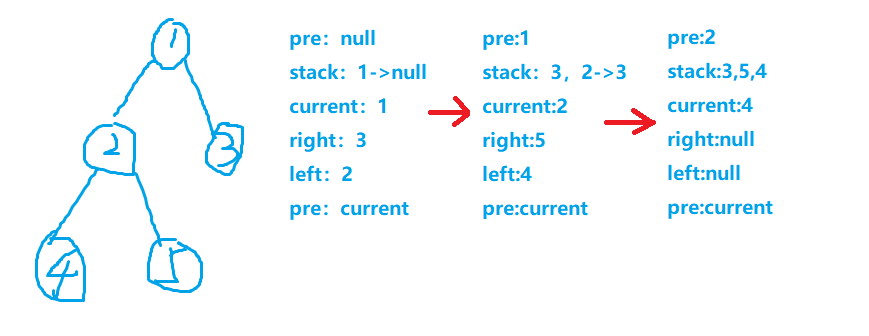 1
2
3
4
5
pre：null
stack：1->null
current：1
right：3
left：2
pre：current
pre:1
stack：3，2->3
current:2
right:5
left:4
pre:current
pre:2
stack:3,5,4
current:4
right:null
left:null
pre:current